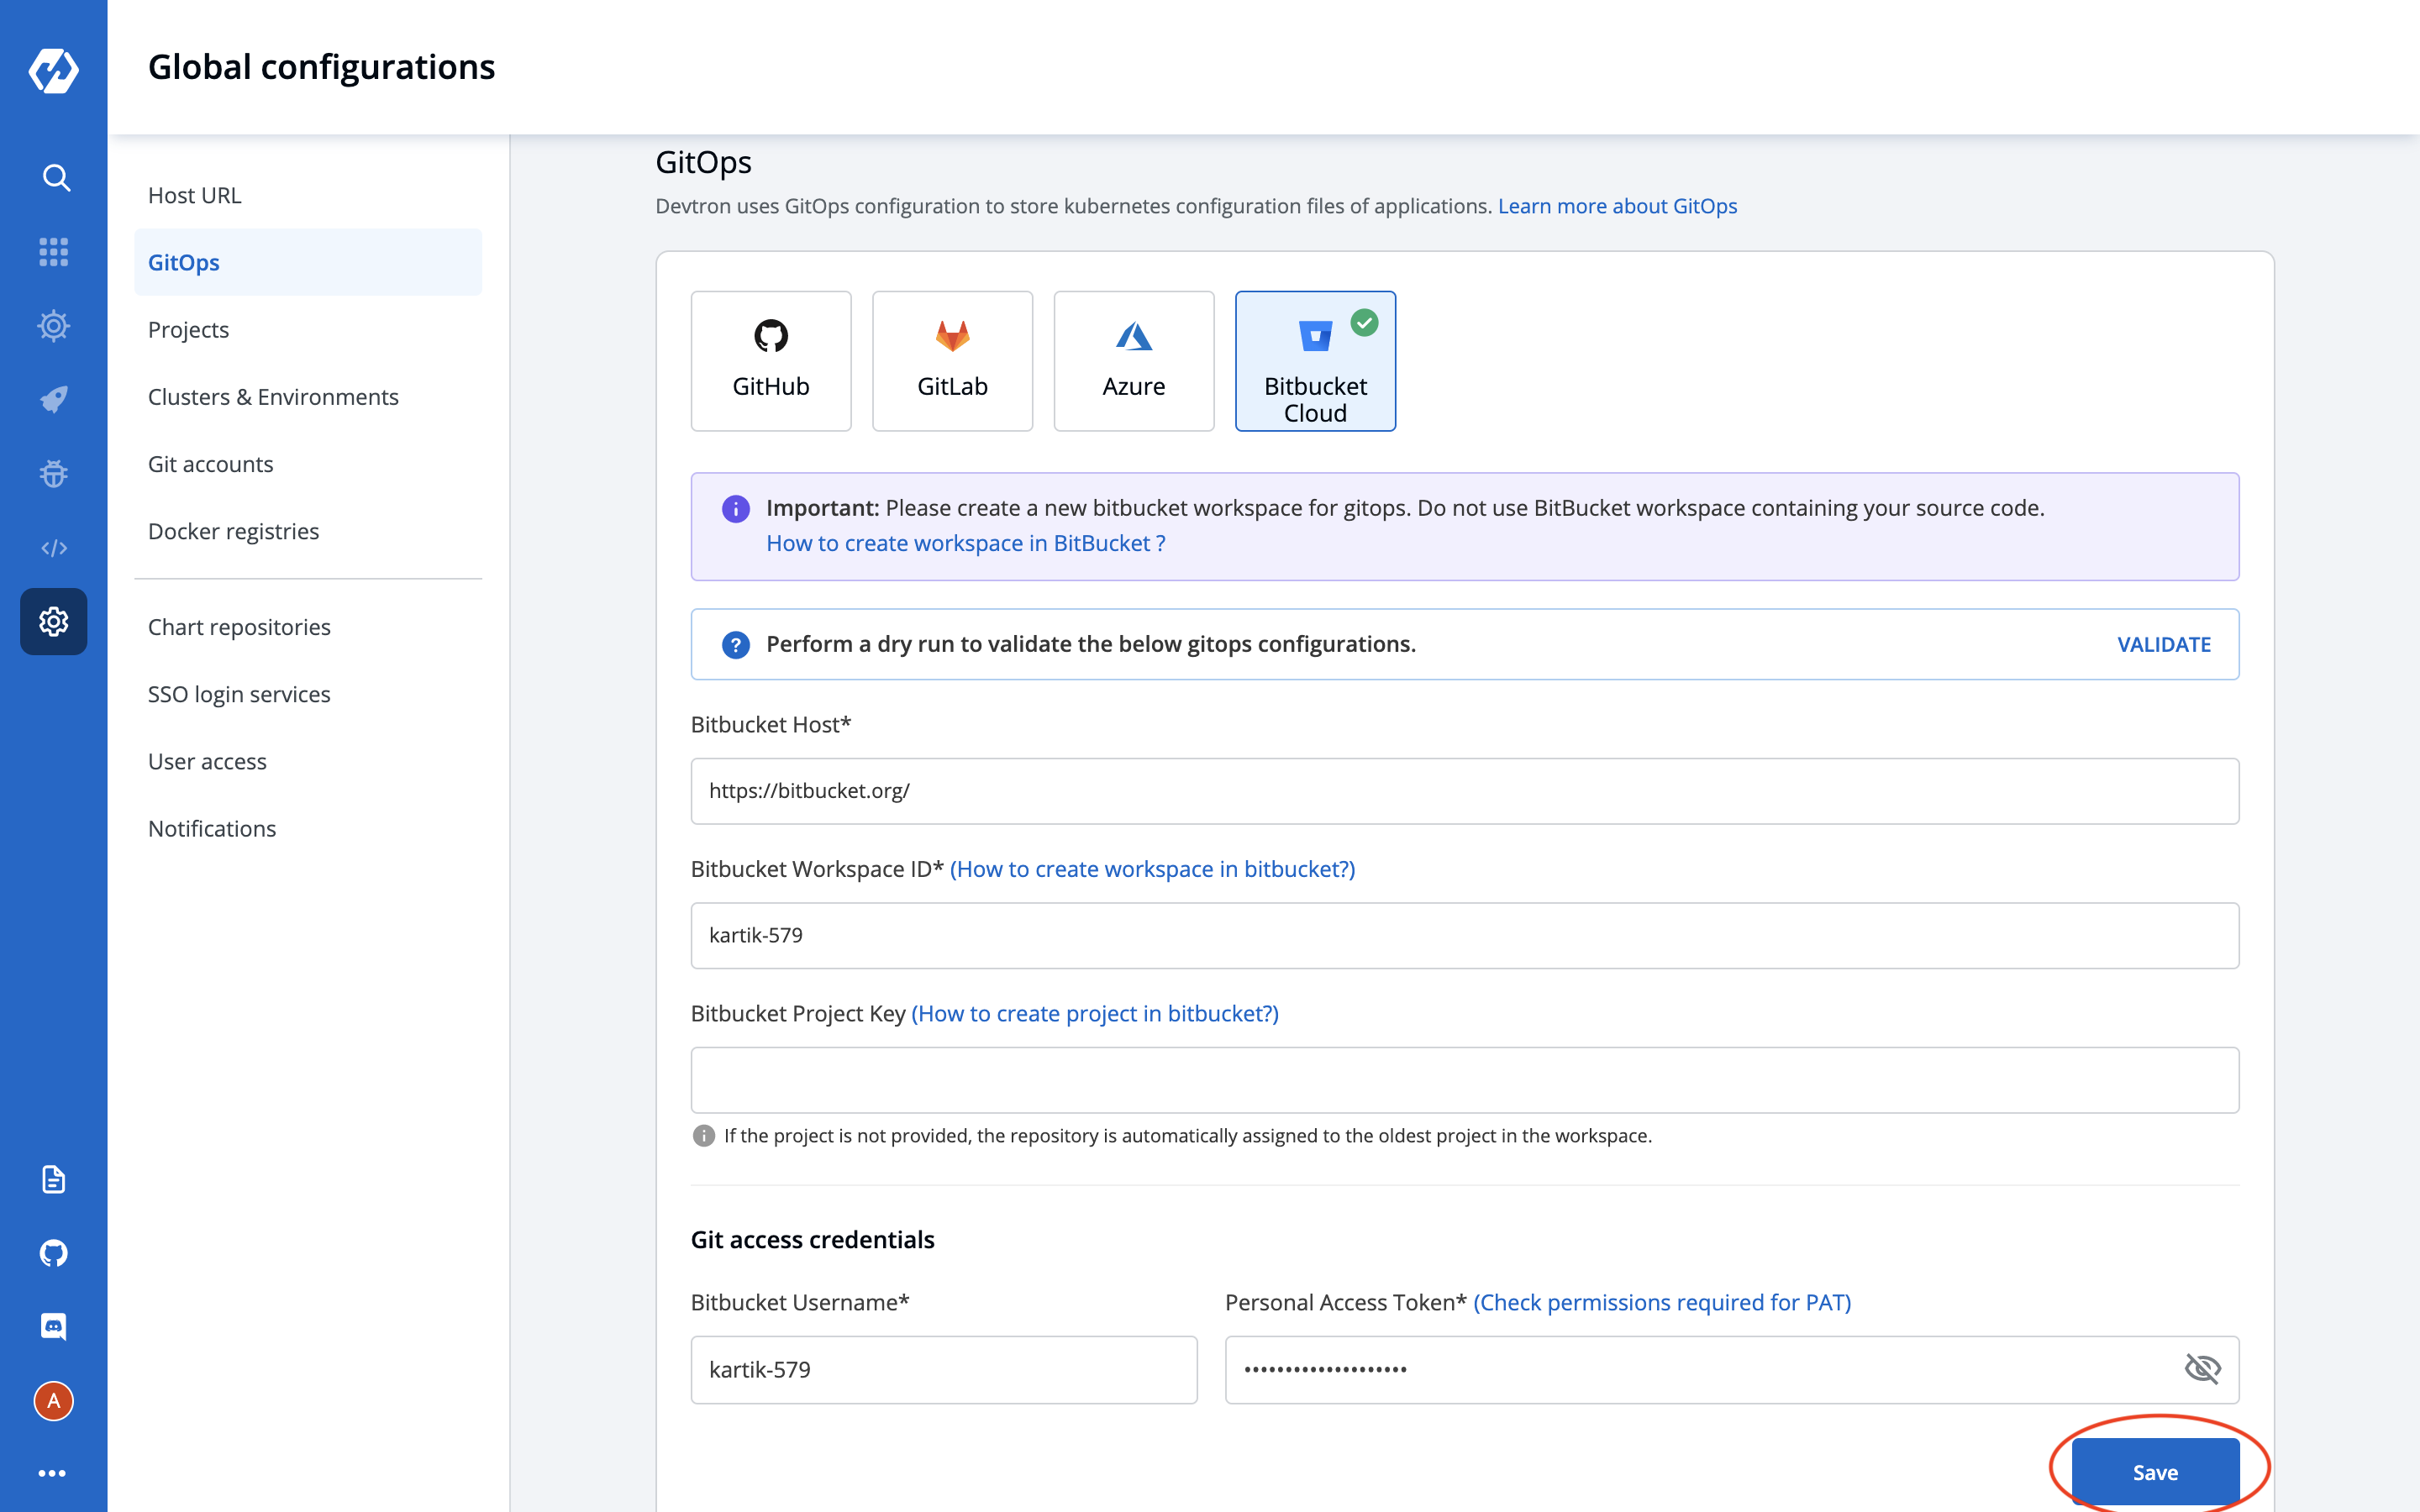 Global configurations
Host URL
GitOps
Projects
Clusters & Environments
Git accounts
Docker registries
Chart repositories
SSO login services
User access
Notifications
A
GitOps
Devtron uses GitOps configuration to store kubernetes configuration files of applications. Learn more about GitOps
GitHub
GitLab
Azure
Bitbucket
Cloud
Important: Please create a new bitbucket workspace for gitops. Do not use BitBucket workspace containing your source code.
How to create workspace in BitBucket ?
Perform a dry run to validate the below gitops configurations.
VALIDATE
Bitbucket Host*
https://bitbucket.org/
Bitbucket Workspace ID* (How to create workspace in bitbucket?)
kartik-579
Bitbucket Project Key (How to create project in bitbucket?)
If the project is not provided, the repository is automatically assigned to the oldest project in the workspace.
Git access credentials
Bitbucket Username*
Personal Access Token* (Check permissions required for PAT)
kartik-579
••••••••••••••••••••
Save